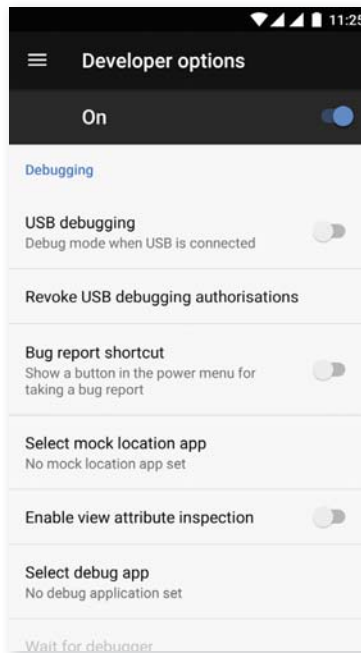 11:25
Developer options
On
Debugging
USB debugging
Debug mode when USB is connected
Revoke USB debugging authorisations
Bug report shortcut
Show a button in the power menu for
taking a bug report
Select mock location app
No mock location app set
Enable view attribute inspection
Select debug app
No debug application set
Wait for debugger